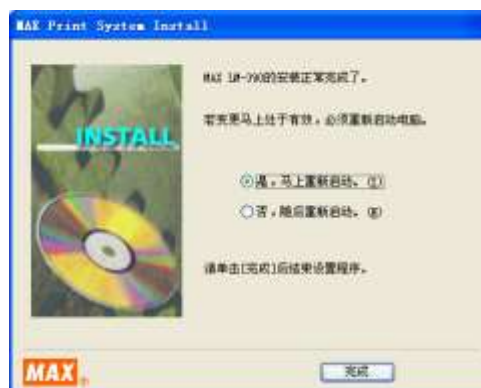 MAX Print System Install
MAX LM-390的安装正常完成了。
若变更马上处于有效，必须重新启动电脑。
INSTALL
是，马上重新启动。(I)
否，随后重新启动。(R)
请单击[完成]后结束设置程序。
MAX
完成